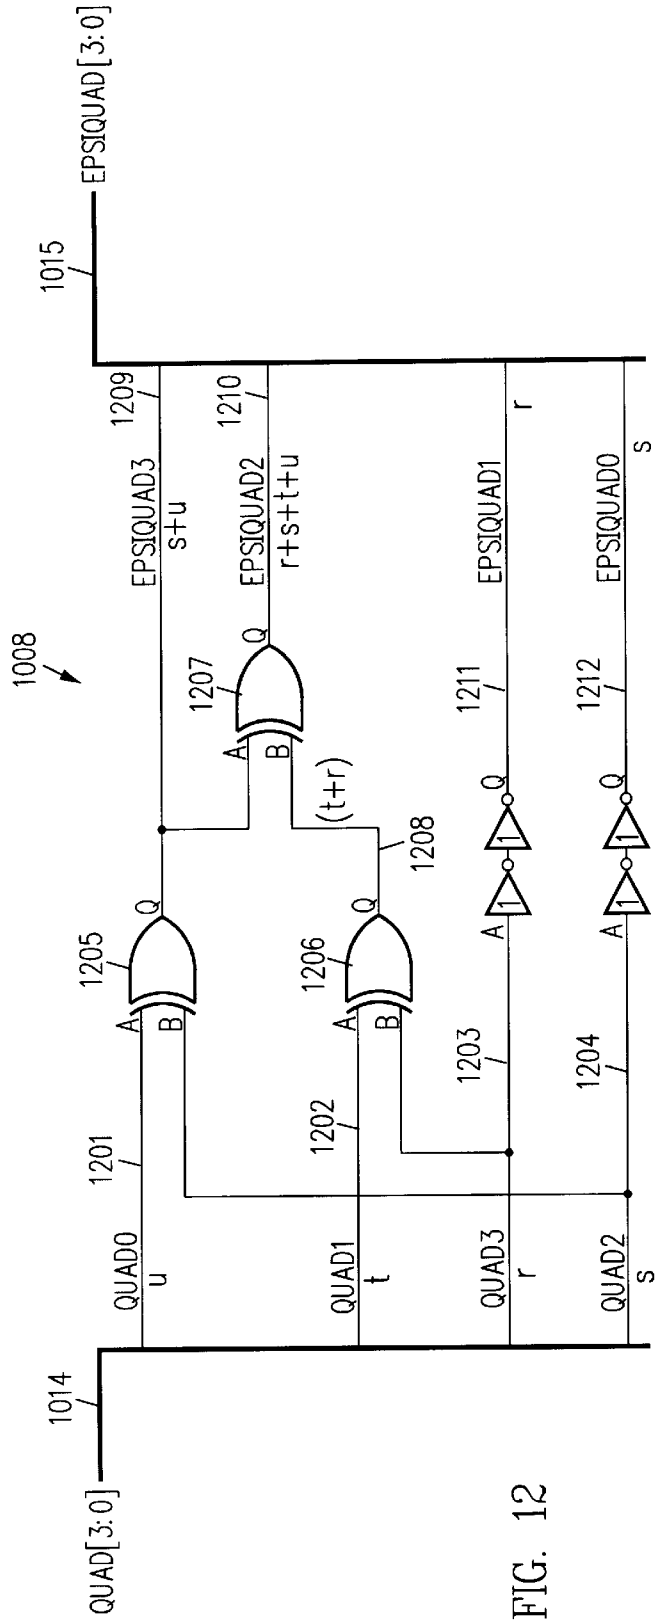 1008
QUAD[3:0]
1014
1015
EPSIQUAD[3:0]
QUAD0
u
1201
A
B
1205
Q
EPSIQUAD3
s+u
1209
A
B
1207
Q
EPSIQUAD2
r+s+t+u
1210
QUAD1
t
1202
A
B
1206
Q
(t+r)
1208
QUAD3
r
1203
A
1
1
Q
1211
EPSIQUAD1
r
QUAD2
s
1204
A
1
1
Q
1212
EPSIQUAD0
s
FIG. 12